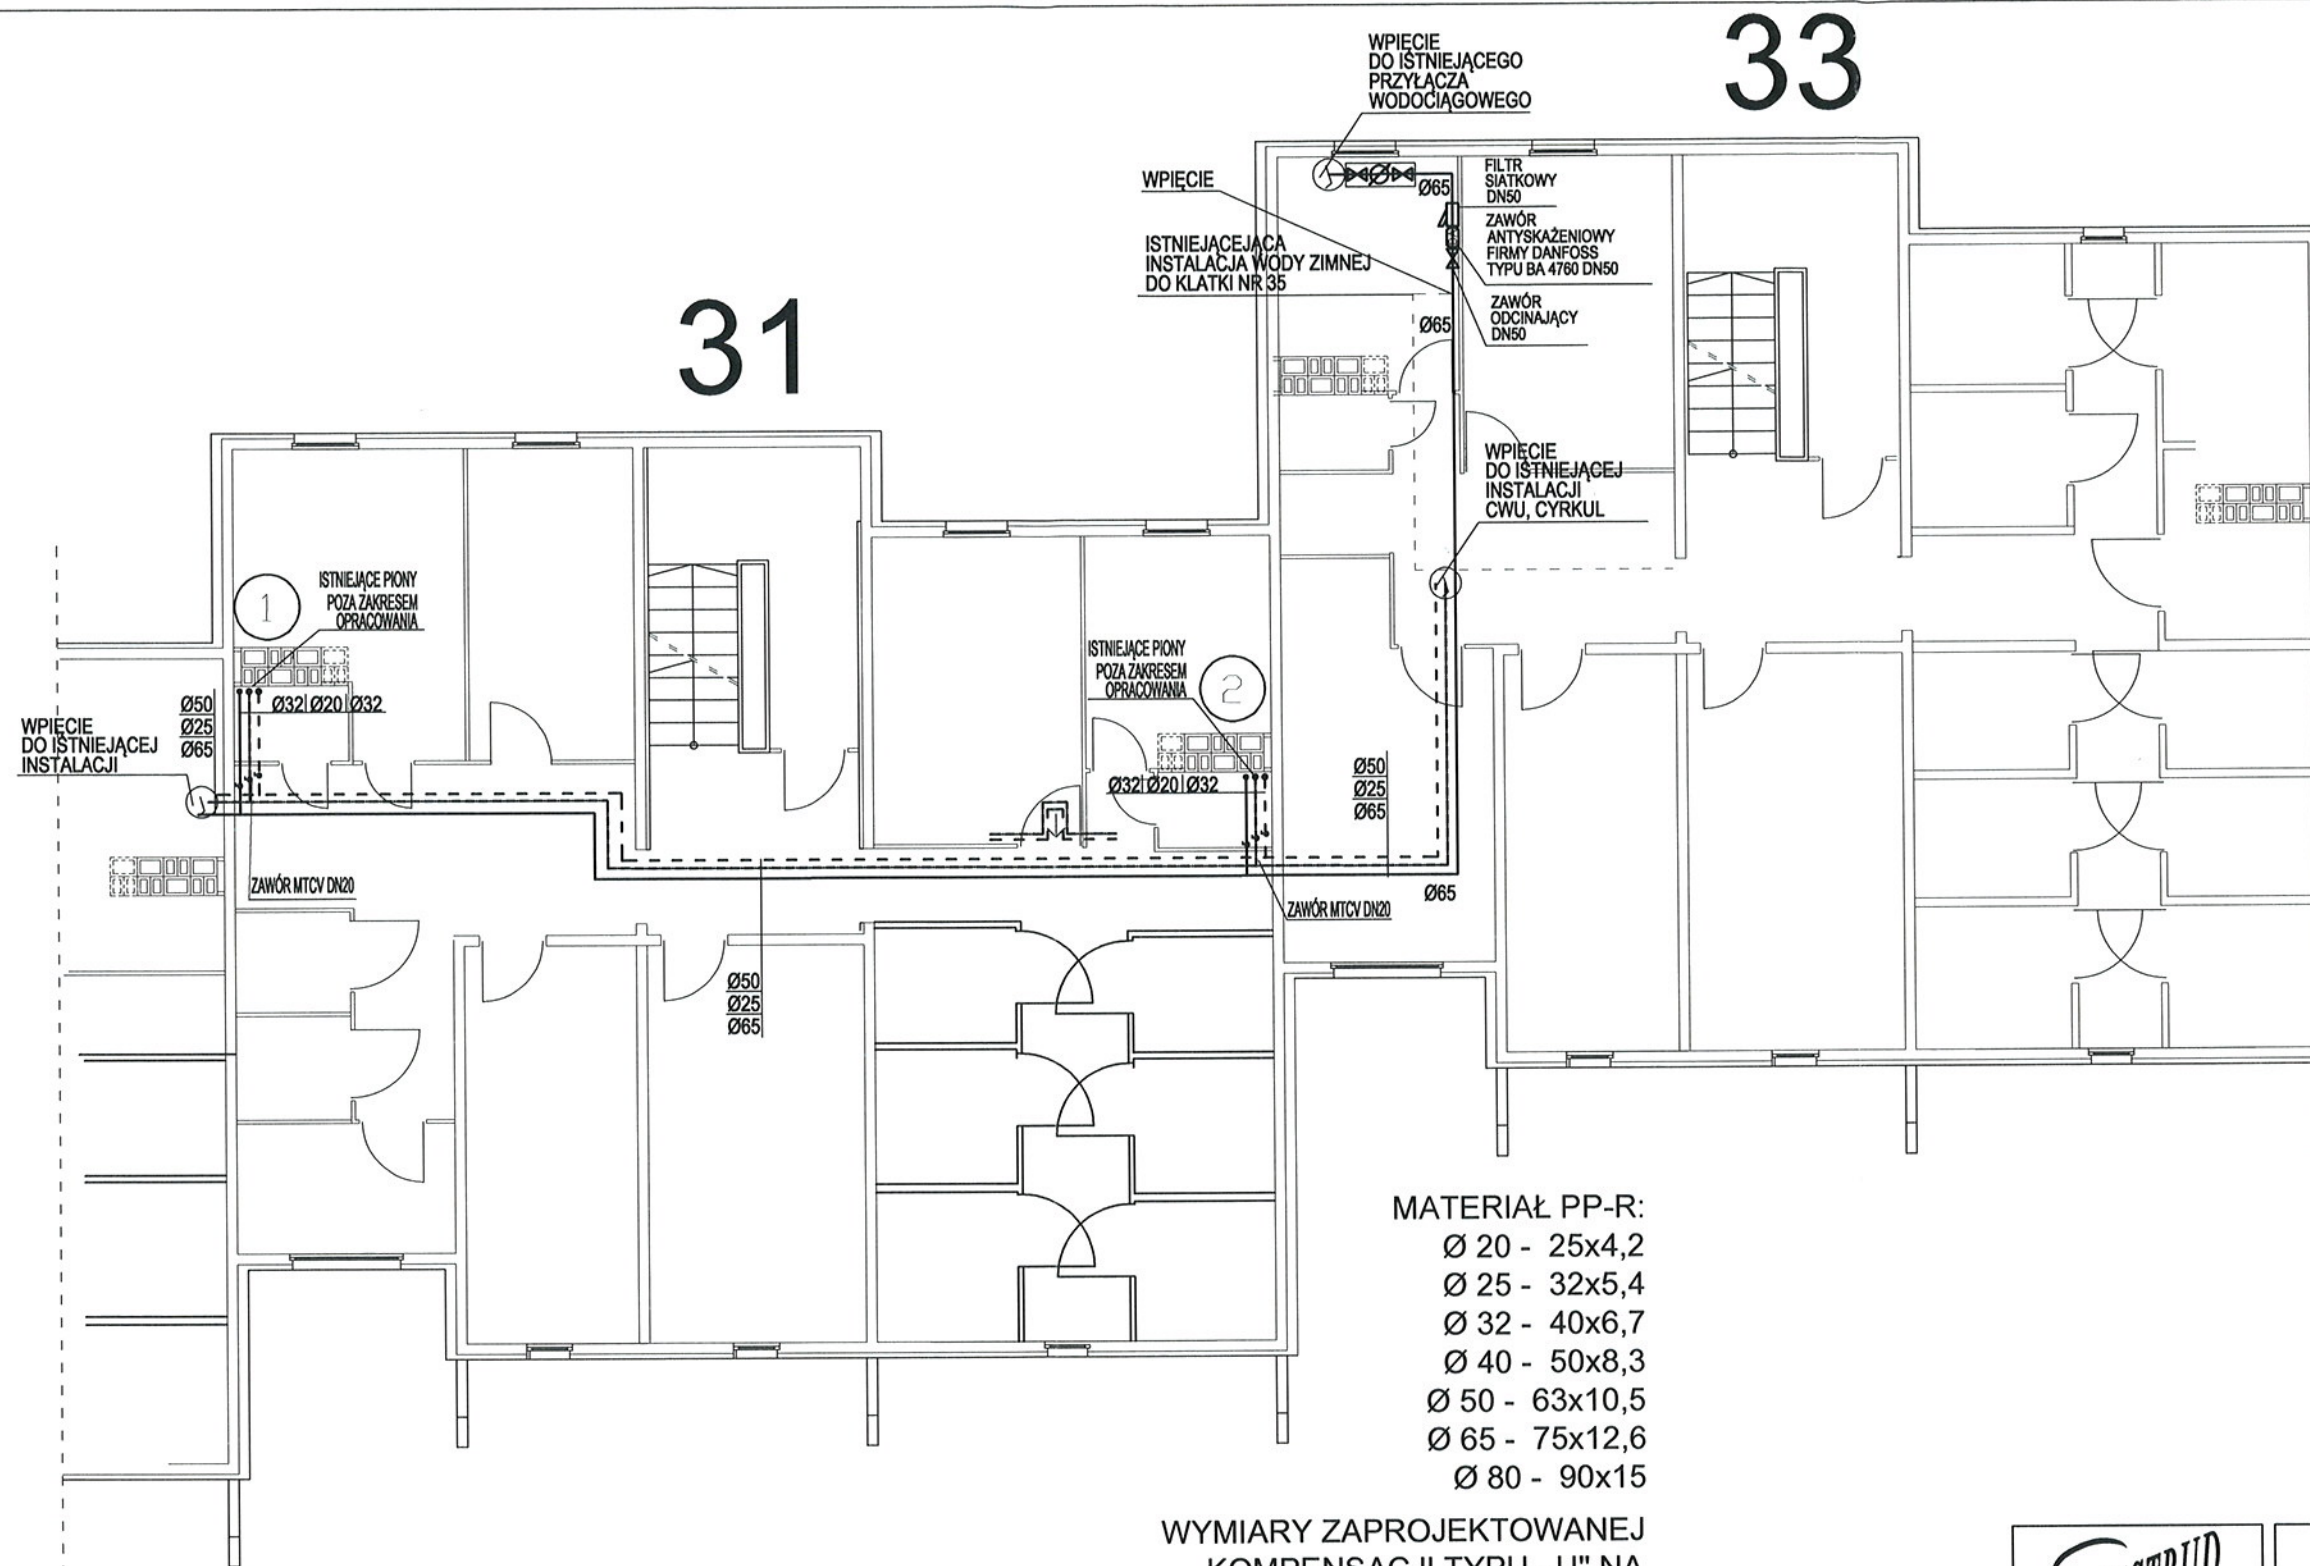 33
WPIĘCIE
DO ISTNIEJĄCEGO
PRZYŁĄCZA
WODOCIĄGOWEGO
WPIĘCIE
Ø65
FILTR
SIATKOWY
DN50
ZAWÓR
ANTYSKAŻENIOWY
FIRMY DANFOSS
TYPU BA 4760 DN50
ISTNIEJĄCEJĄCA
INSTALACJA WODY ZIMNEJ
DO KLATKI NR 35
ZAWÓR
ODCINAJĄCY
DN50
Ø65
31
WPIĘCIE
DO ISTNIEJĄCEJ
INSTALACJI
CWU, CYRKUL
1
ISTNIEJĄCE PIONY
POZA ZAKRESEM
OPRACOWANIA
ISTNIEJĄCE PIONY
POZA ZAKRESEM
OPRACOWANIA
2
Ø50
Ø25
Ø65
Ø32 Ø20 Ø32
WPIĘCIE
DO ISTNIEJĄCEJ
INSTALACJI
Ø32 Ø20 Ø32
Ø50
Ø25
Ø65
ZAWÓR MTCV DN20
Ø65
ZAWÓR MTCV DN20
Ø50
Ø25
Ø65
MATERIAŁ PP-R:
Ø 20 - 25x4,2
Ø 25 - 32x5,4
Ø 32 - 40x6,7
Ø 40 - 50x8,3
Ø 50 - 63x10,5
Ø 65 - 75x12,6
Ø 80 - 90x15
WYMIARY ZAPROJEKTOWANEJ
KOMPENSACJI TYPU „U" NA